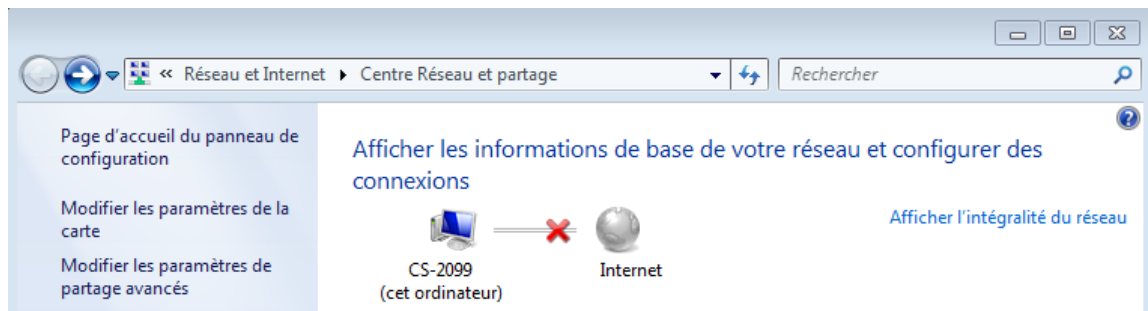 « Réseau et Internet Centre Réseau et partage Rechercher
Page d'accueil du panneau de
configuration
Modifier les paramètres de la
carte
Modifier les paramètres de
partage avancés
Afficher les informations de base de votre réseau et configurer des
connexions
Afficher l'intégralité du réseau
CS-2099
(cet ordinateur)
Internet